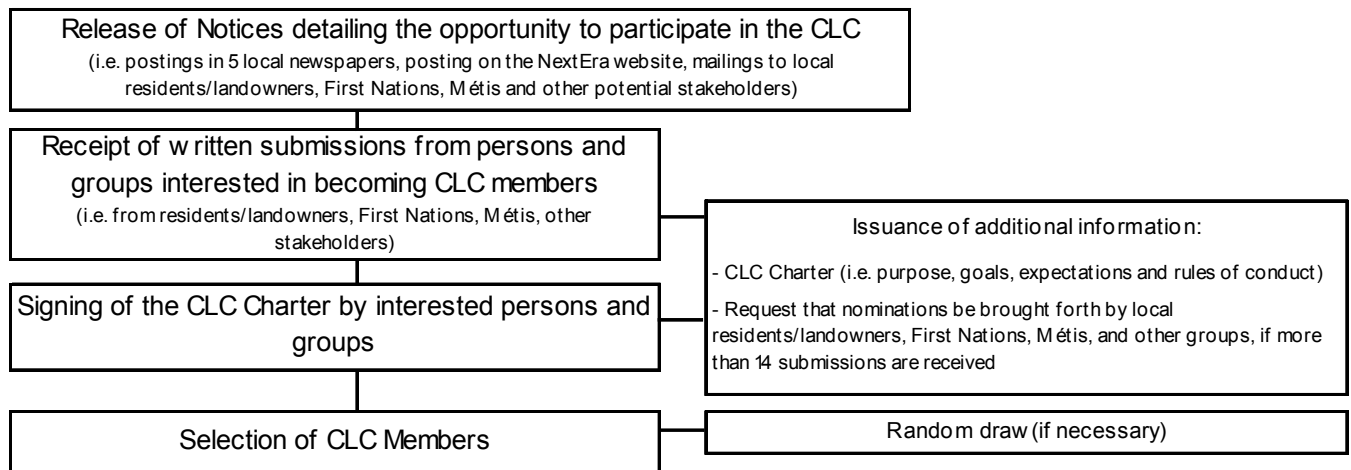 Release of Notices detailing the opportunity to participate in the CLC
(i.e. postings in 5 local newspapers, posting on the NextEra website, mailings to local
residents/landowners, First Nations, Métis and other potential stakeholders)
Receipt of written submissions from persons and
groups interested in becoming CLC members
(i.e. from residents/landowners, First Nations, Métis, other
stakeholders)
Issuance of additional information:
- CLC Charter (i.e. purpose, goals, expectations and rules of conduct)
- Request that nominations be brought forth by local
residents/landowners, First Nations, Métis, and other groups, if more
than 14 submissions are received
Signing of the CLC Charter by interested persons and
groups
Selection of CLC Members
Random draw (if necessary)